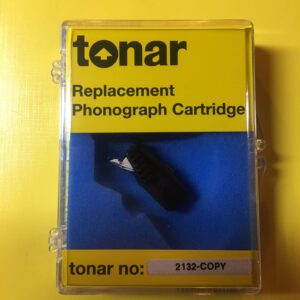 tonar
Replacement
Phonograph Cartridge
tonar no: 2132-COPY